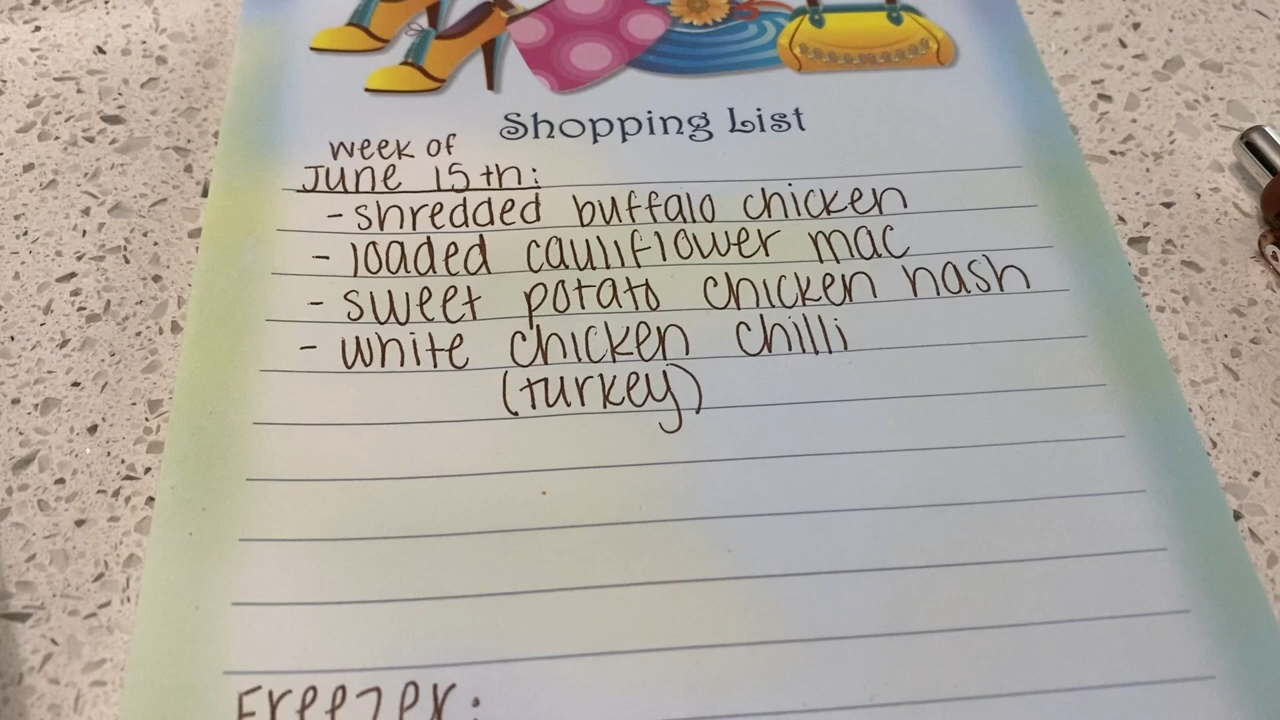 Shopping List
week of
June 15th:
- shredded buffalo chicken
- loaded cauliflower mac
- sweet potato chicken hash
- white chicken chilli
(turkey)
Freezer: